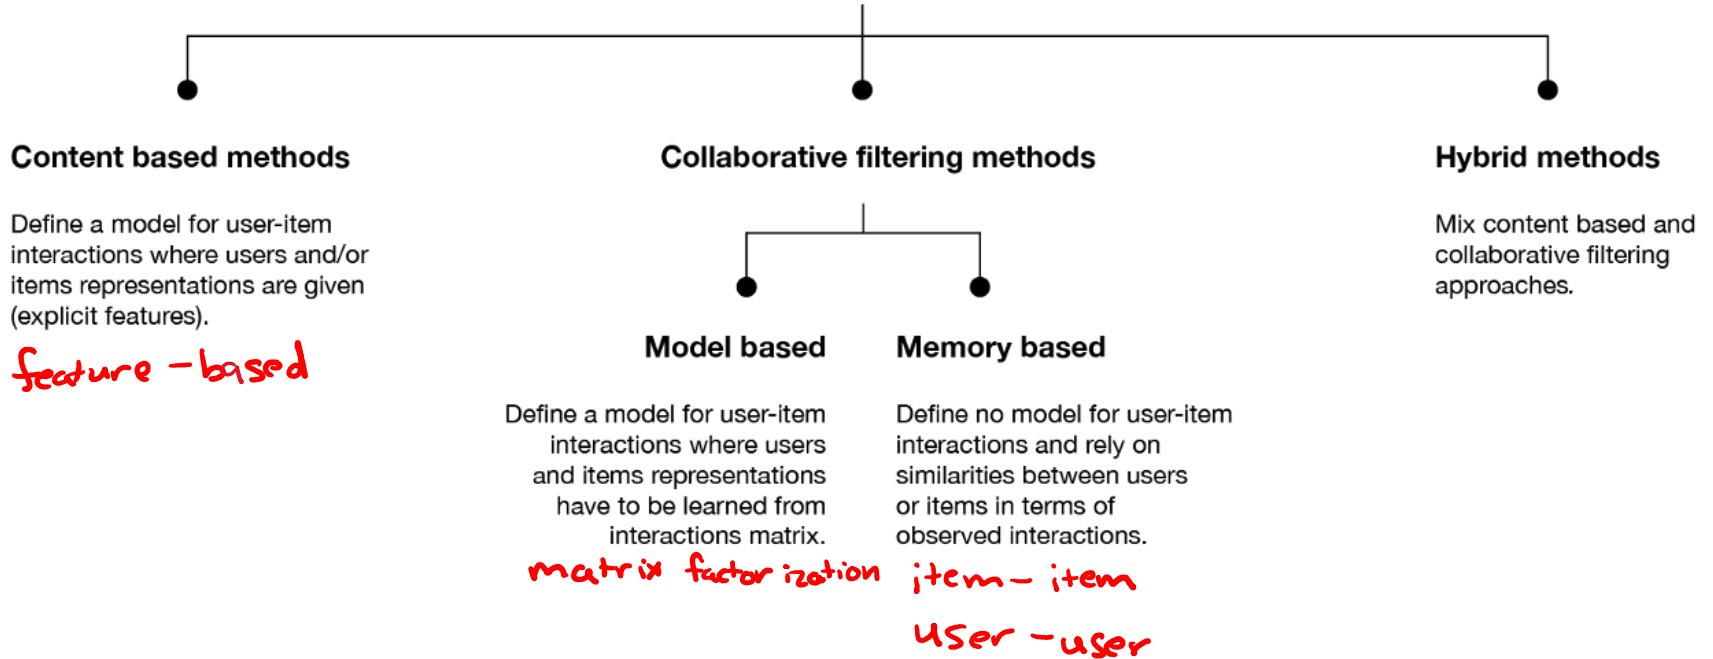 Content based methods
Define a model for user-item
interactions where users and/or
items representations are given
(explicit features).
feature-based
Collaborative filtering methods
Model based
Define a model for user-item
interactions where users
and items representations
have to be learned from
interactions matrix.
matrix factorization
Memory based
Define no model for user-item
interactions and rely on
similarities between users
or items in terms of
observed interactions.
item-item
user-user
Hybrid methods
Mix content based and
collaborative filtering
approaches.